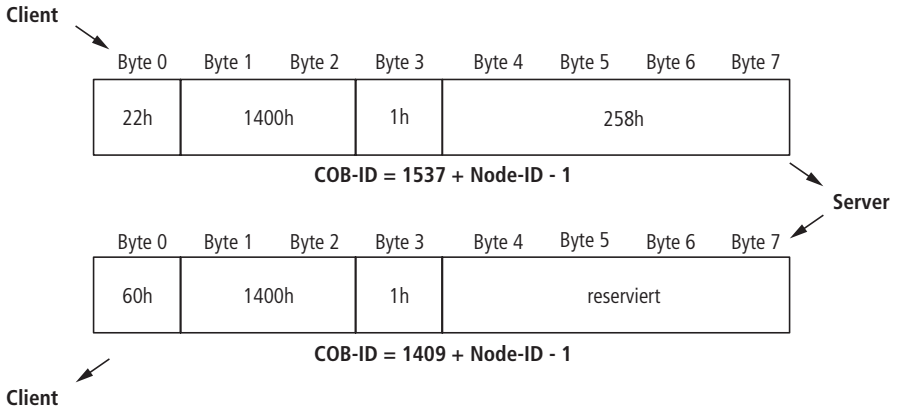 Client
Byte 0 Byte 1 Byte 2 Byte 3 Byte 4 Byte 5 Byte 6 Byte 7
22h 1400h 1h 258h
COB-ID = 1537 + Node-ID - 1
Server
Byte 0 Byte 1 Byte 2 Byte 3 Byte 4 Byte 5 Byte 6 Byte 7
60h 1400h 1h reserviert
COB-ID = 1409 + Node-ID - 1
Client